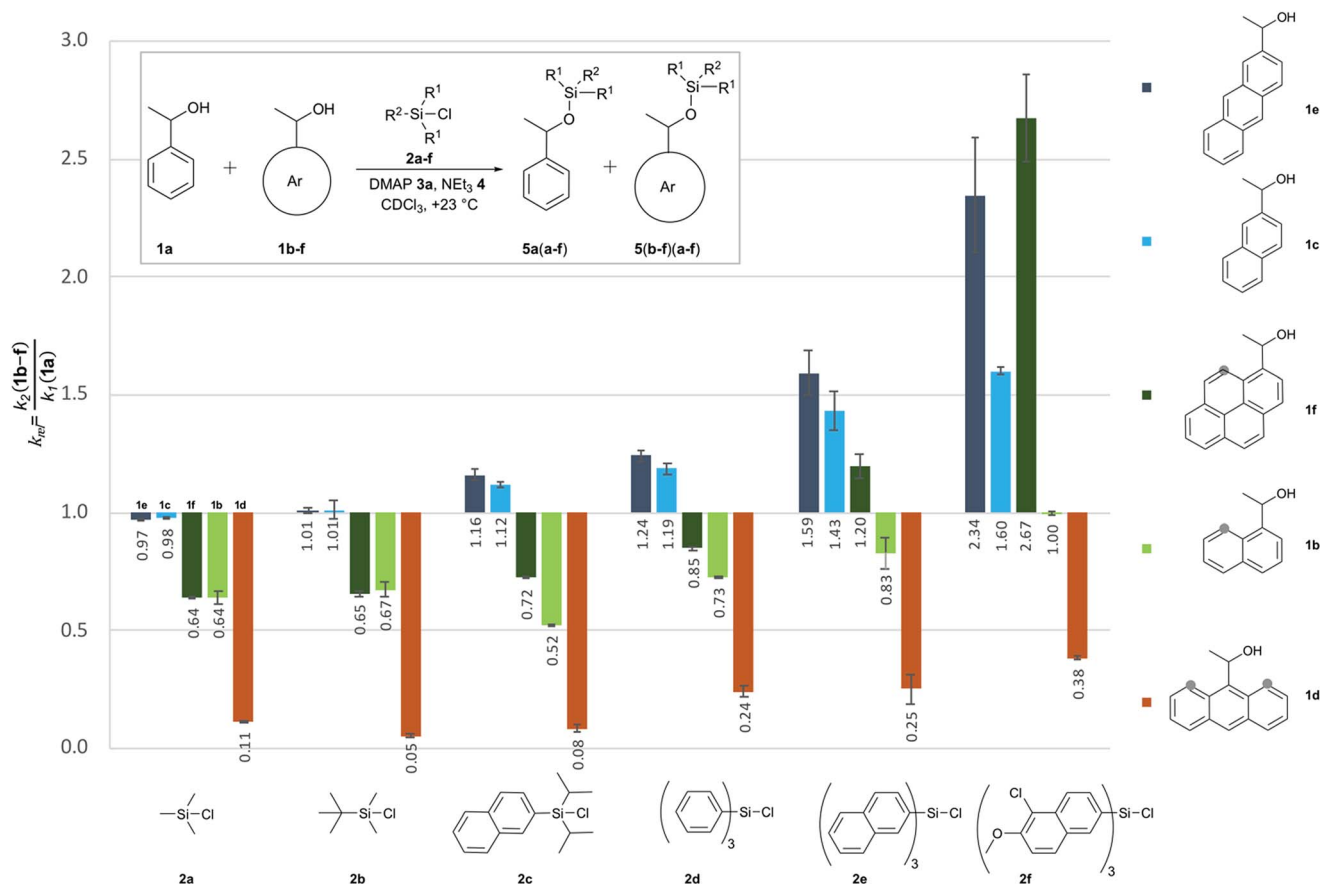 3.0
2.5
2.0
1.5
1.0
0.5
0.0
k_rel = k₂(1b–f) / k₁(1a)
OH
1a
+
OH
Ar
1b-f
R¹
R²-Si—Cl
R¹
2a-f
DMAP 3a, NEt₃ 4
CDCl₃, +23 °C
R¹ R²
Si—R¹
O
5a(a-f)
+
R¹ R²
Si—R¹
O
Ar
5(b-f)(a-f)
1e 1c 1f 1b 1d
0.97 0.98 0.64 0.64 0.11
1.01 1.01 0.65 0.67 0.05
1.16 1.12 0.72 0.52 0.08
1.24 1.19 0.85 0.73 0.24
1.59 1.43 1.20 0.83 0.25
2.34 1.60 2.67 1.00 0.38
Si—Cl
2a
Si—Cl
2b
Si—Cl
2c
Si—Cl
3
2d
Si—Cl
3
2e
Cl
O
Si—Cl
3
2f
OH
1e
OH
1c
OH
1f
OH
1b
OH
1d